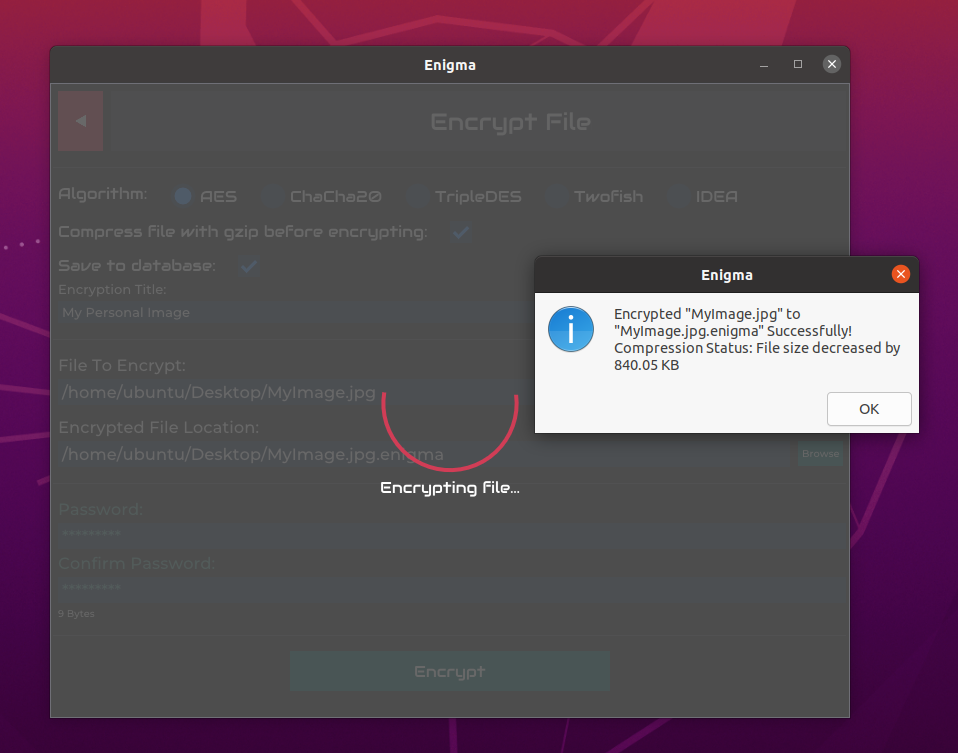 Enigma
Encrypt File
Algorithm: AES ChaCha20 TripleDES Twofish IDEA
Compress file with gzip before encrypting:
Save to database:
Encryption Title:
My Personal Image
File To Encrypt:
/home/ubuntu/Desktop/MyImage.jpg
Encrypted File Location:
/home/ubuntu/Desktop/MyImage.jpg.enigma
Browse
Encrypting file...
Password:
*********
Confirm Password:
*********
9 Bytes
Encrypt
Enigma
Encrypted "MyImage.jpg" to
"MyImage.jpg.enigma" Successfully!
Compression Status: File size decreased by
840.05 KB
OK